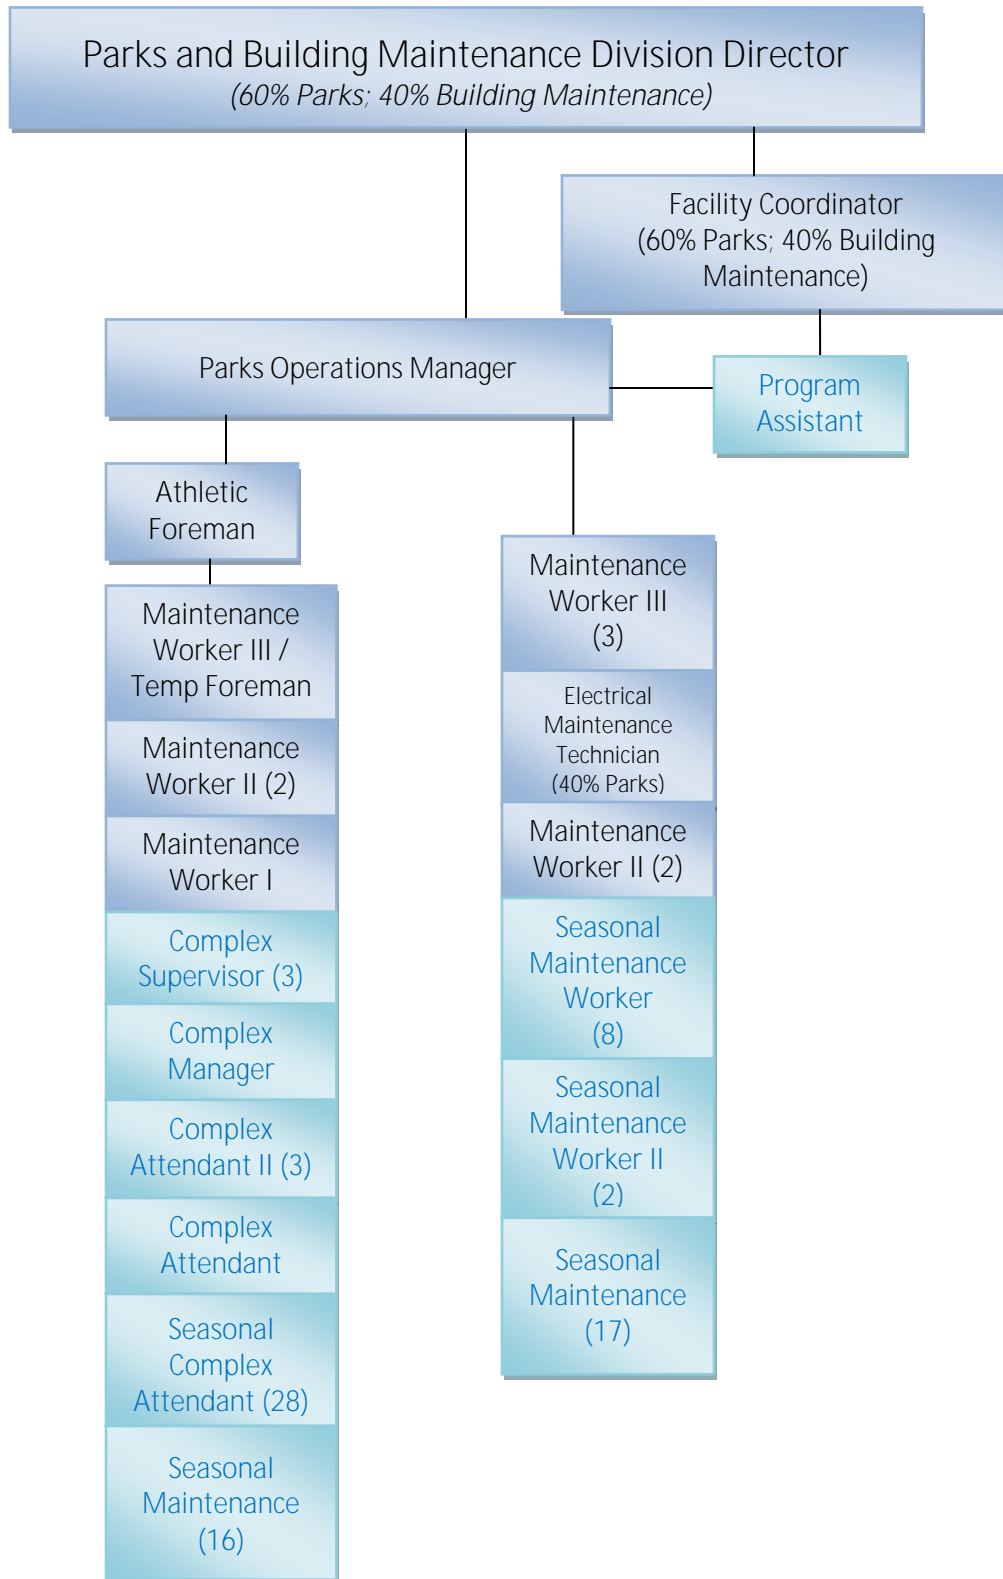 Parks and Building Maintenance Division Director
(60% Parks; 40% Building Maintenance)
Facility Coordinator
(60% Parks; 40% Building
Maintenance)
Parks Operations Manager
Program
Assistant
Athletic
Foreman
Maintenance
Worker III /
Temp Foreman
Maintenance
Worker II (2)
Maintenance
Worker I
Complex
Supervisor (3)
Complex
Manager
Complex
Attendant II (3)
Complex
Attendant
Seasonal
Complex
Attendant (28)
Seasonal
Maintenance
(16)
Maintenance
Worker III
(3)
Electrical
Maintenance
Technician
(40% Parks)
Maintenance
Worker II (2)
Seasonal
Maintenance
Worker
(8)
Seasonal
Maintenance
Worker II
(2)
Seasonal
Maintenance
(17)